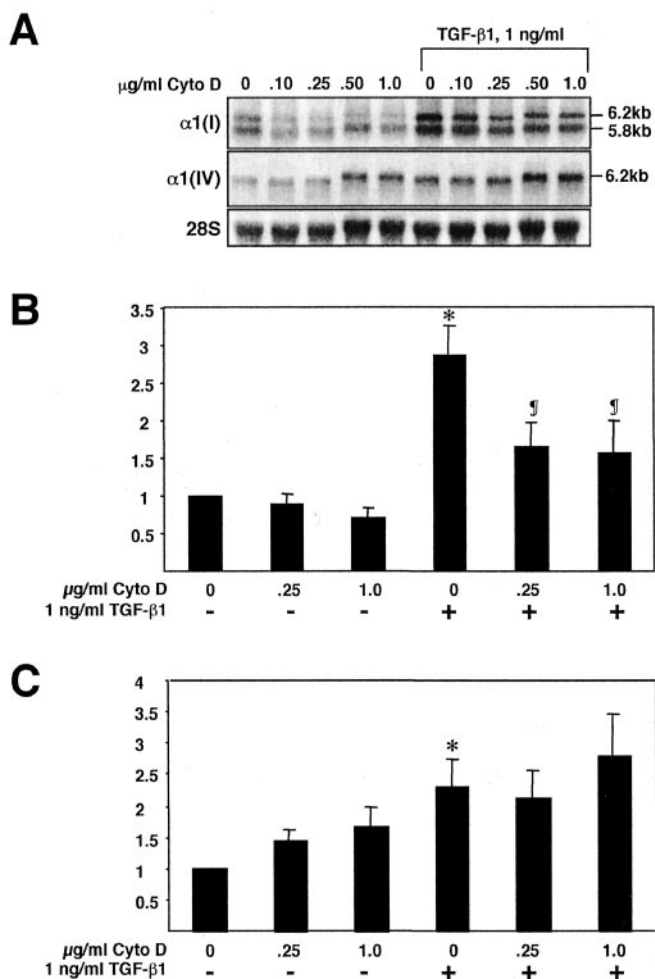 A
TGF-β1, 1 ng/ml
μg/ml Cyto D 0 .10 .25 .50 1.0 0 .10 .25 .50 1.0
α1(I)
6.2kb
5.8kb
α1(IV)
6.2kb
28S
B
3.5
3
2.5
2
1.5
1
0.5
*
¶
¶
μg/ml Cyto D 0 .25 1.0 0 .25 1.0
1 ng/ml TGF-β1 - - - + + +
C
4
3.5
3
2.5
2
1.5
1
0.5
*
μg/ml Cyto D 0 .25 1.0 0 .25 1.0
1 ng/ml TGF-β1 - - - + + +